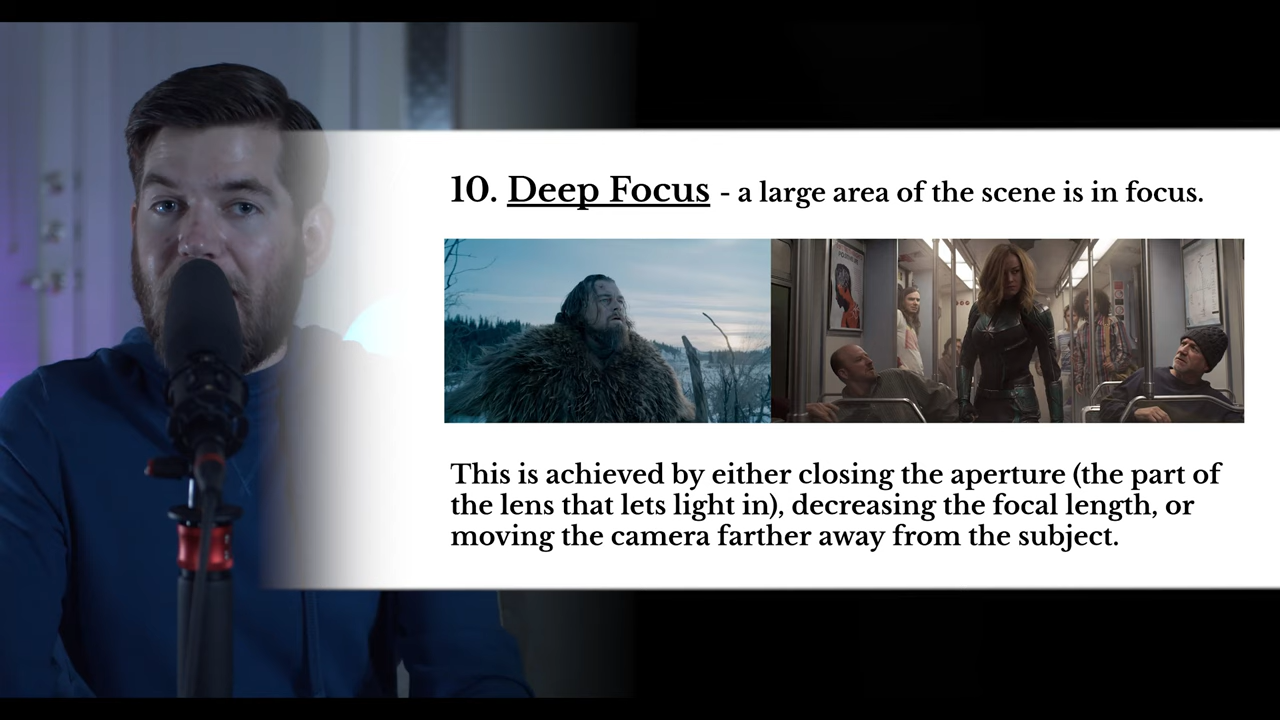 10. Deep Focus - a large area of the scene is in focus.
This is achieved by either closing the aperture (the part of
the lens that lets light in), decreasing the focal length, or
moving the camera farther away from the subject.